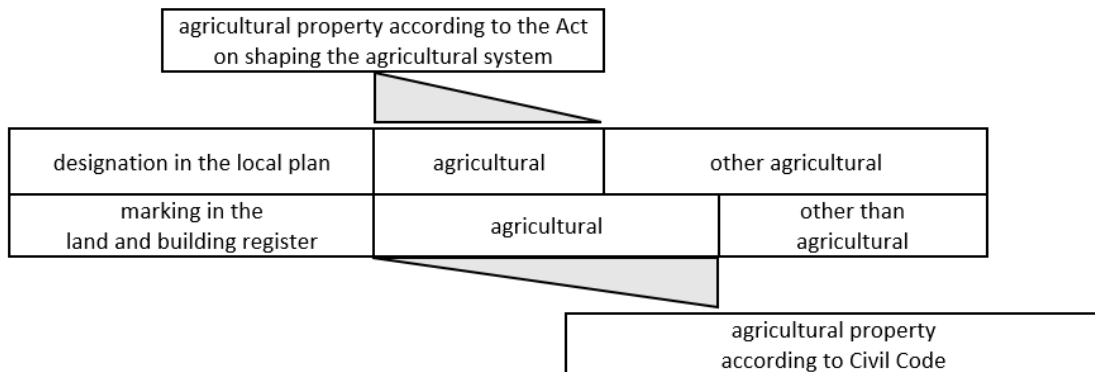 agricultural property according to the Act
on shaping the agricultural system
designation in the local plan
agricultural
other agricultural
marking in the
land and building register
agricultural
other than
agricultural
agricultural property
according to Civil Code